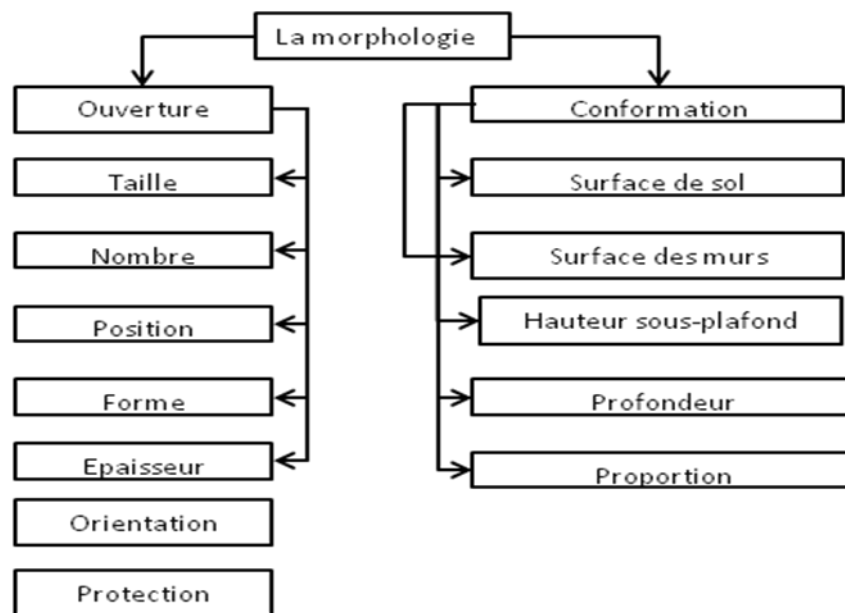 La morphologie
Ouverture
Taille
Nombre
Position
Forme
Epaisseur
Orientation
Protection
Conformation
Surface de sol
Surface des murs
Hauteur sous-plafond
Profondeur
Proportion